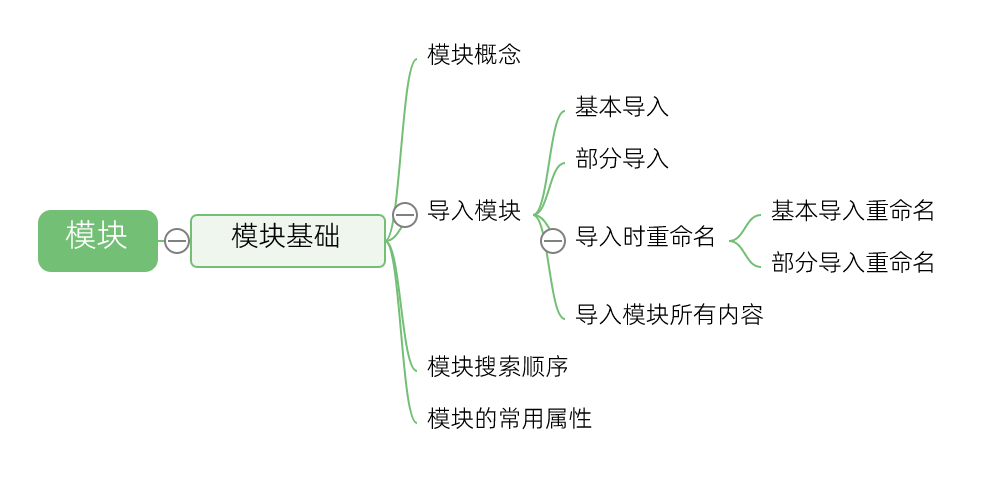 模块
模块基础
模块概念
导入模块
基本导入
部分导入
导入时重命名
基本导入重命名
部分导入重命名
导入模块所有内容
模块搜索顺序
模块的常用属性